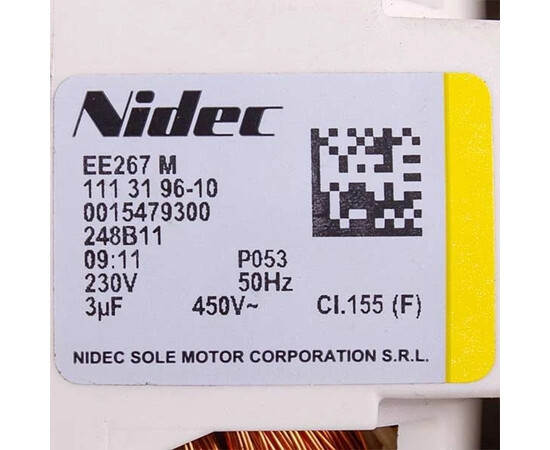 Nidec
EE267 M
111 31 96-10
0015479300
248B11
09:11 P053
230V 50Hz
3µF 450V~ Cl.155 (F)
NIDEC SOLE MOTOR CORPORATION S.R.L.